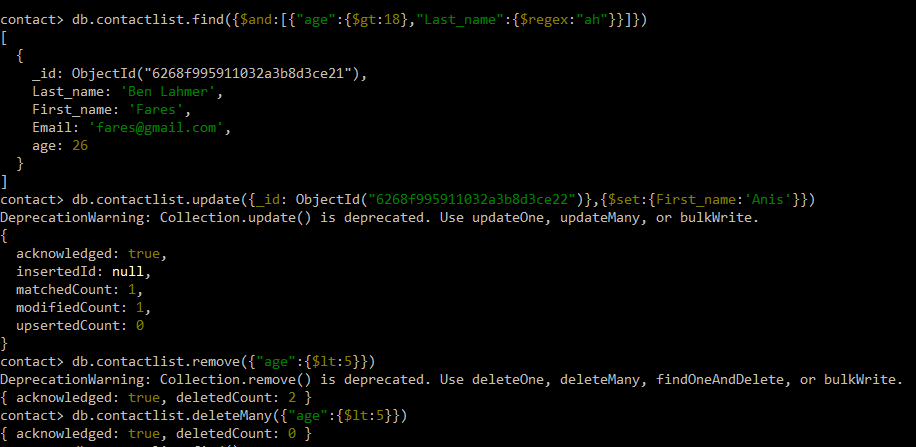 contact> db.contactlist.find({$and:[{"age":{$gt:18},"Last_name":{$regex:"ah"}}]})
[
  {
    _id: ObjectId("6268f995911032a3b8d3ce21"),
    Last_name: 'Ben Lahmer',
    First_name: 'Fares',
    Email: 'fares@gmail.com',
    age: 26
  }
]
contact> db.contactlist.update({_id: ObjectId("6268f995911032a3b8d3ce22")},{$set:{First_name:'Anis'}})
DeprecationWarning: Collection.update() is deprecated. Use updateOne, updateMany, or bulkWrite.
{
  acknowledged: true,
  insertedId: null,
  matchedCount: 1,
  modifiedCount: 1,
  upsertedCount: 0
}
contact> db.contactlist.remove({"age":{$lt:5}})
DeprecationWarning: Collection.remove() is deprecated. Use deleteOne, deleteMany, findOneAndDelete, or bulkWrite.
{ acknowledged: true, deletedCount: 2 }
contact> db.contactlist.deleteMany({"age":{$lt:5}})
{ acknowledged: true, deletedCount: 0 }